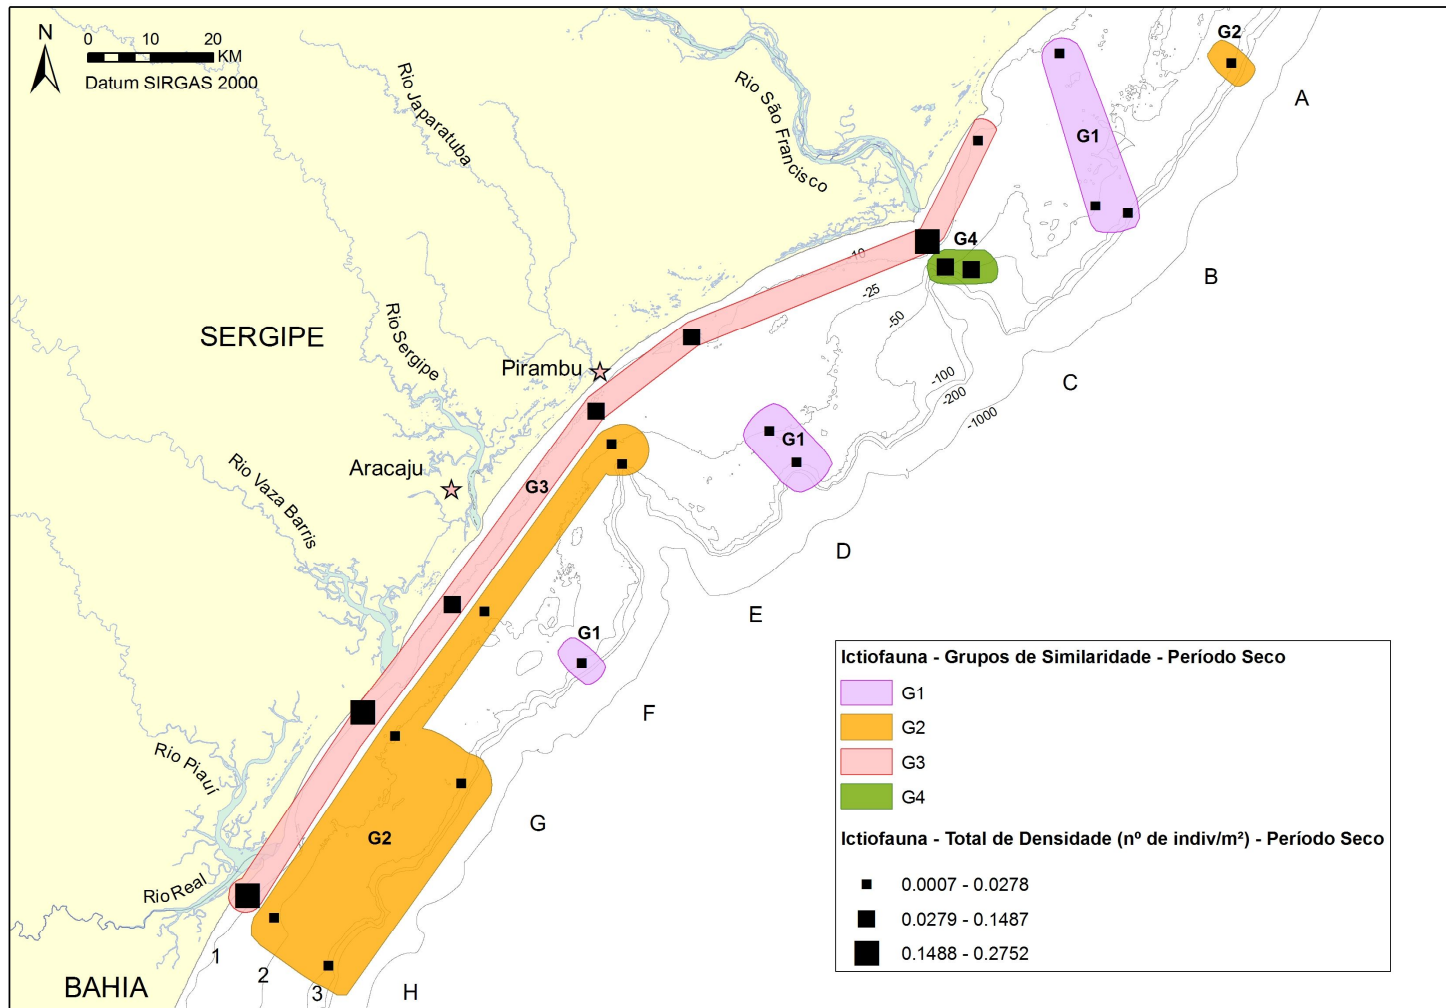 N
0 10 20
KM
Datum SIRGAS 2000
Rio Japaratuba
Rio São Francisco
G2
A
G1
G4
B
-10
-25
-50
SERGIPE
Rio Sergipe
Pirambu
-100
-200
-1000
C
Aracaju
Rio Vaza Barris
G3
G1
D
E
G1
F
Rio Piauí
G2
G
Rio Real
1
2
3
H
BAHIA
Ictiofauna - Grupos de Similaridade - Período Seco
G1
G2
G3
G4
Ictiofauna - Total de Densidade (nº de indiv/m²) - Período Seco
0.0007 - 0.0278
0.0279 - 0.1487
0.1488 - 0.2752